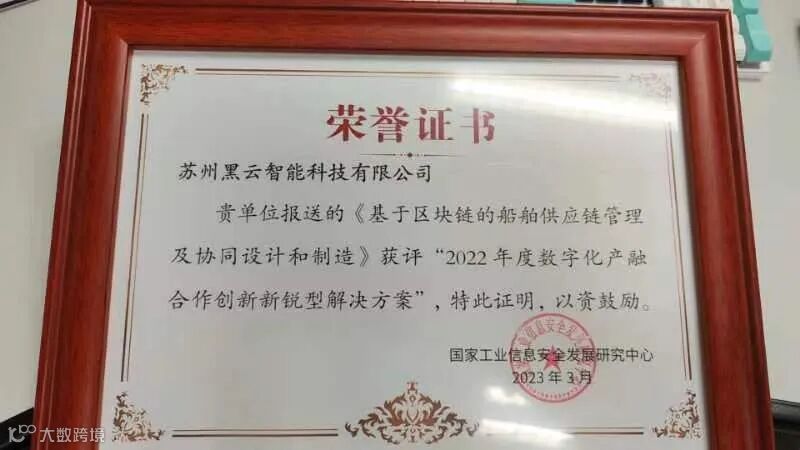 荣誉证书
苏州黑云智能科技有限公司
贵单位报送的《基于区块链的船舶供应链管理
及协同设计和制造》获评“2022年度数字化产融
合作创新新锐型解决方案”，特此证明，以资鼓励。
国家工业信息安全发展研究中心
2023年3月
大数跨境